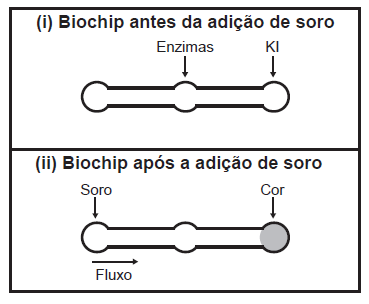 (i) Biochip antes da adição de soro
Enzimas KI
(ii) Biochip após a adição de soro
Soro Cor
Fluxo